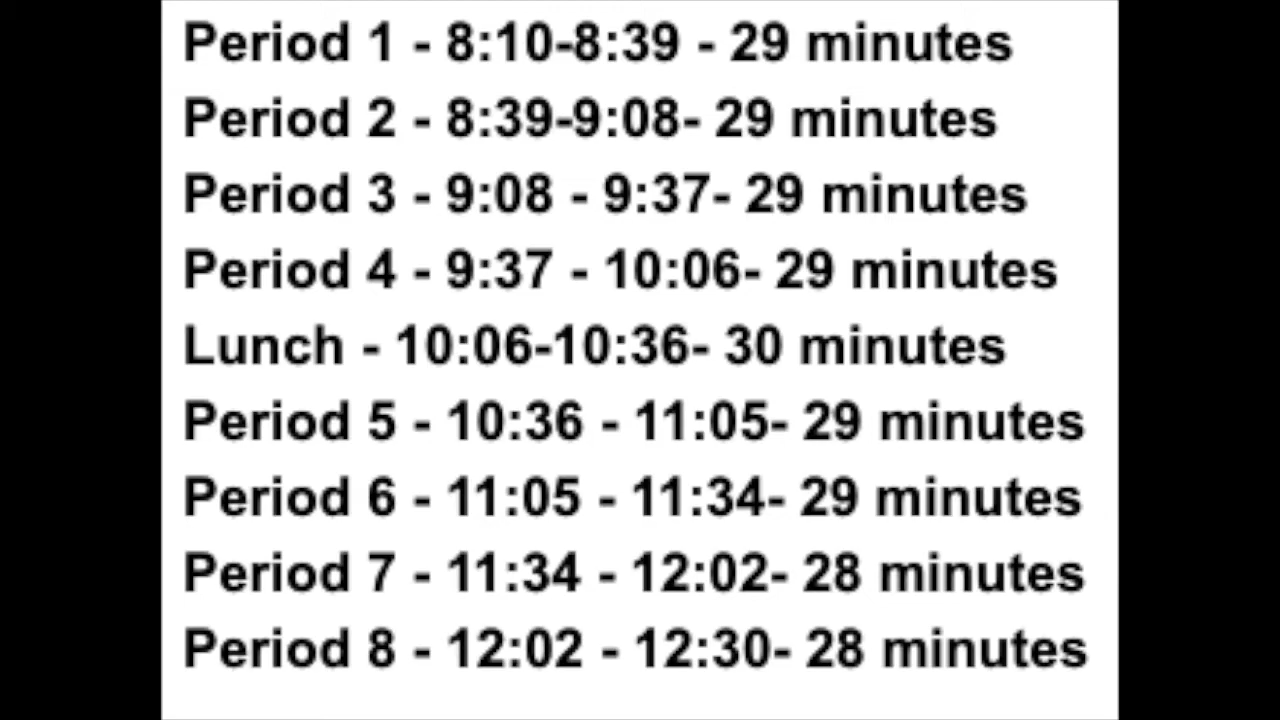 Period 1 - 8:10-8:39 - 29 minutes
Period 2 - 8:39-9:08- 29 minutes
Period 3 - 9:08 - 9:37- 29 minutes
Period 4 - 9:37 - 10:06- 29 minutes
Lunch - 10:06-10:36- 30 minutes
Period 5 - 10:36 - 11:05- 29 minutes
Period 6 - 11:05 - 11:34- 29 minutes
Period 7 - 11:34 - 12:02- 28 minutes
Period 8 - 12:02 - 12:30- 28 minutes